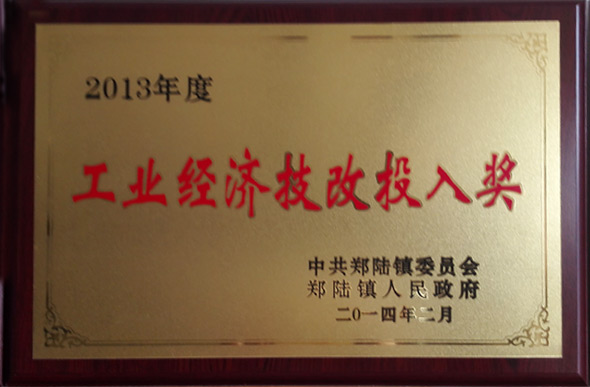 2013年度
工业经济技改投入奖
中共郑陆镇委员会
郑陆镇人民政府
二0一四年二月